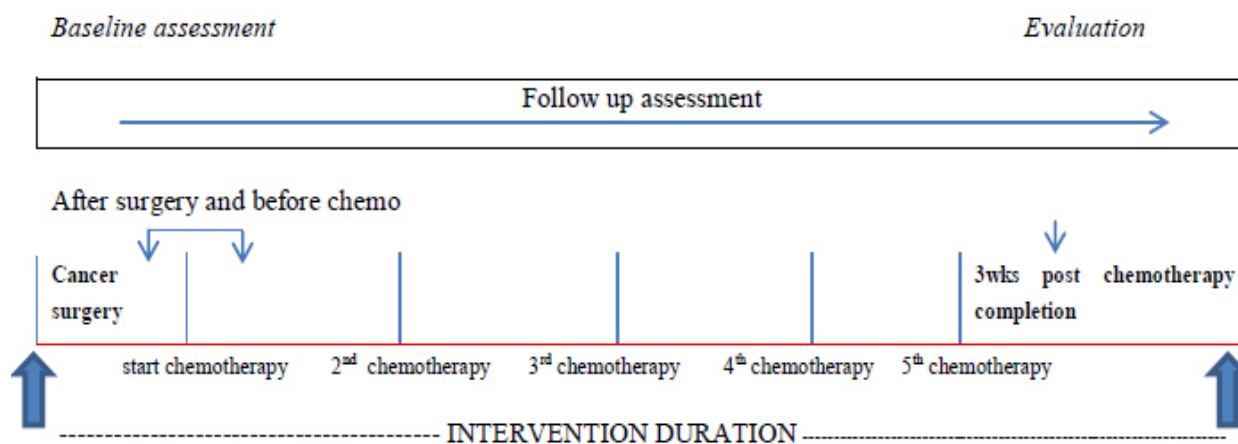 Baseline assessment Evaluation
Follow up assessment
After surgery and before chemo
Cancer surgery
3wks post chemotherapy completion
start chemotherapy 2nd chemotherapy 3rd chemotherapy 4th chemotherapy 5th chemotherapy
INTERVENTION DURATION